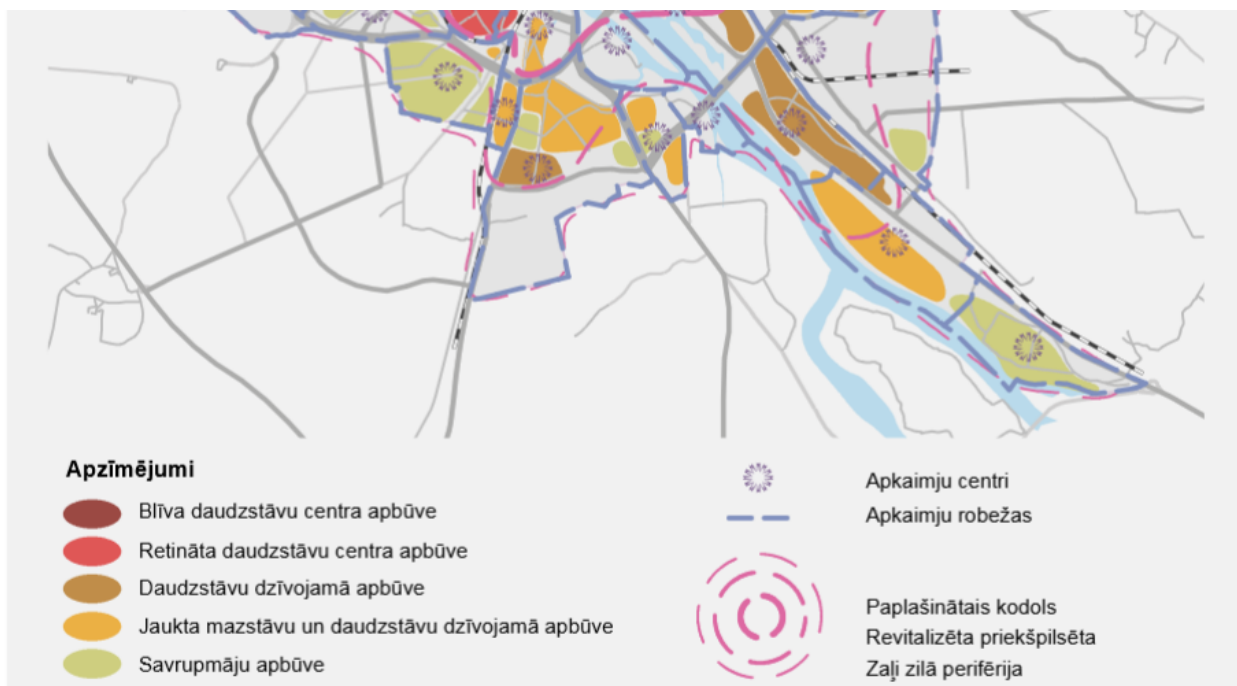 Apzīmējumi
Blīva daudzstāvu centra apbūve
Retināta daudzstāvu centra apbūve
Daudzstāvu dzīvojamā apbūve
Jaukta mazstāvu un daudzstāvu dzīvojamā apbūve
Savrupmāju apbūve
Apkaimju centri
Apkaimju robežas
Paplašinātais kodols
Revitalizēta priekšpilsēta
Zaļi zilā perifērija